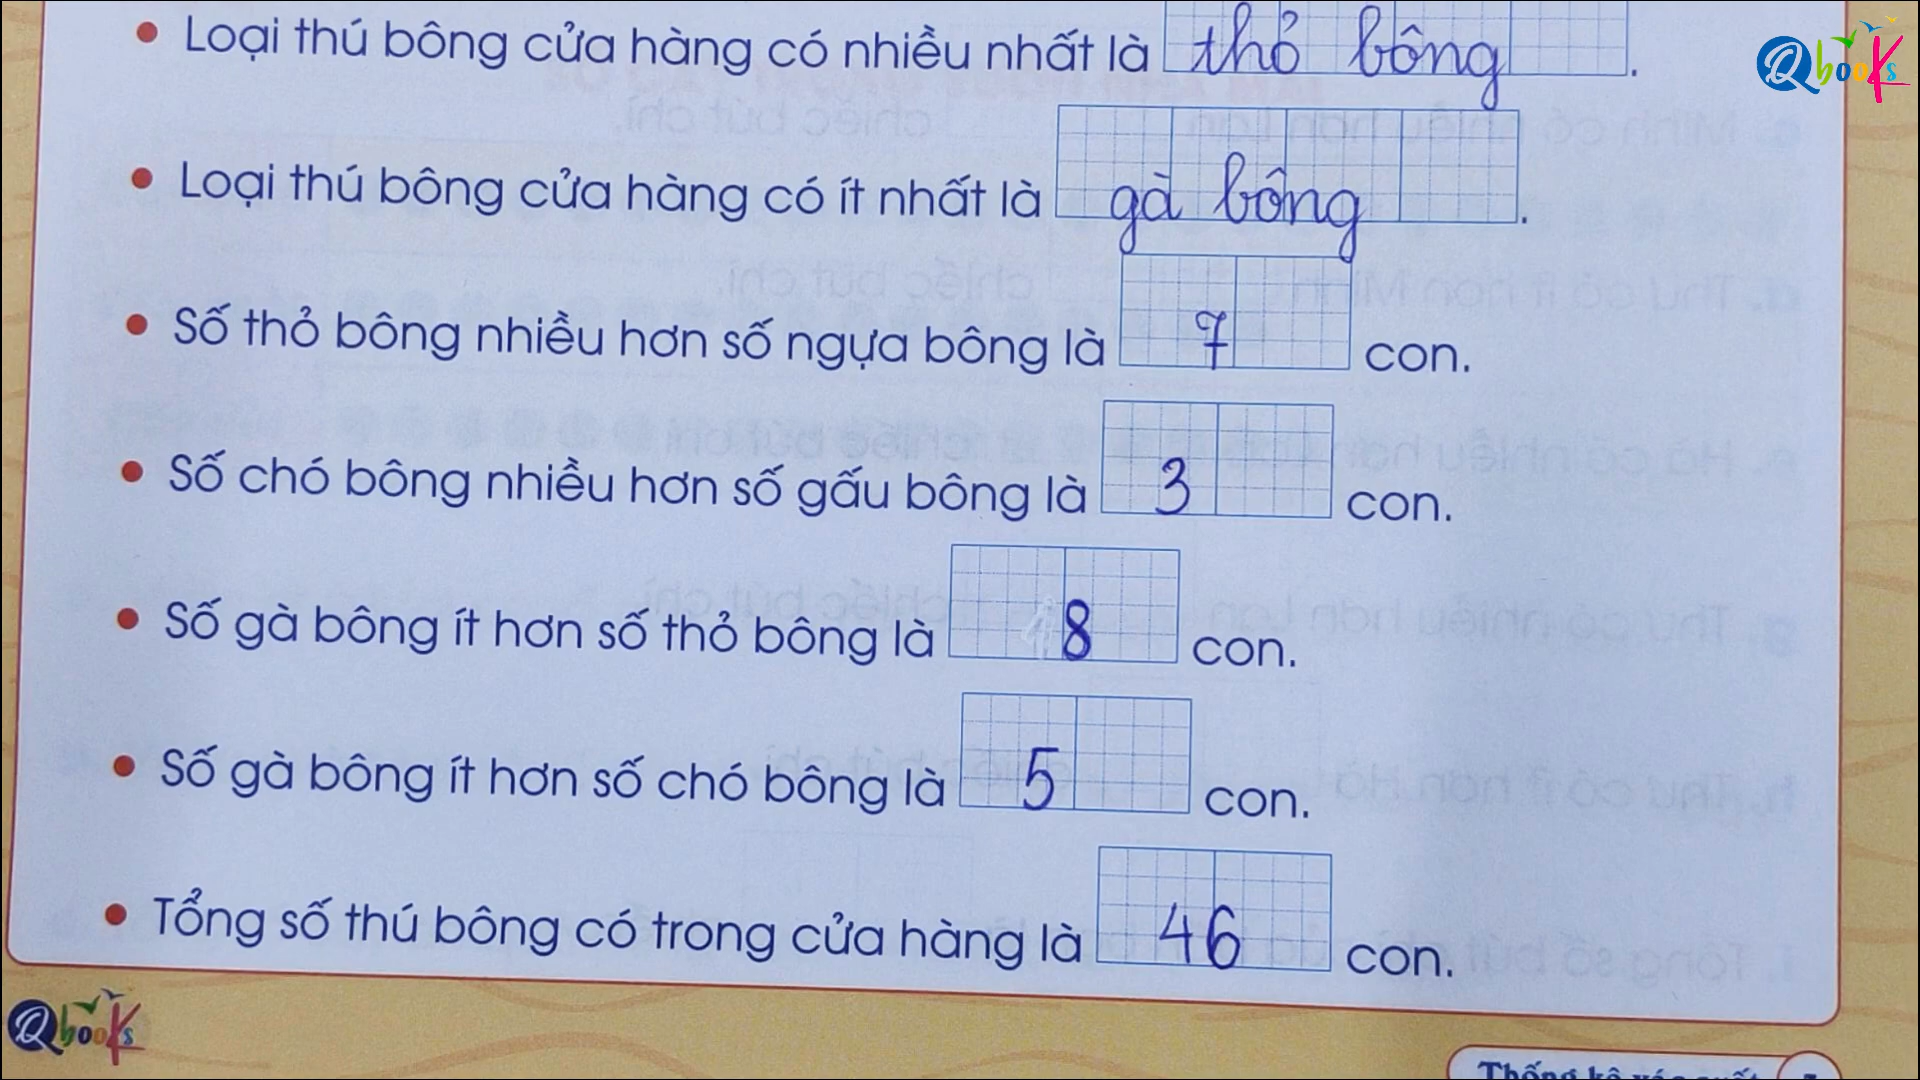 • Loại thú bông cửa hàng có nhiều nhất là thỏ bông.
Qbooks
• Loại thú bông cửa hàng có ít nhất là gà bông.
• Số thỏ bông nhiều hơn số ngựa bông là 7 con.
• Số chó bông nhiều hơn số gấu bông là 3 con.
• Số gà bông ít hơn số thỏ bông là 8 con.
• Số gà bông ít hơn số chó bông là 5 con.
• Tổng số thú bông có trong cửa hàng là 46 con.
Qbooks
Thống kê